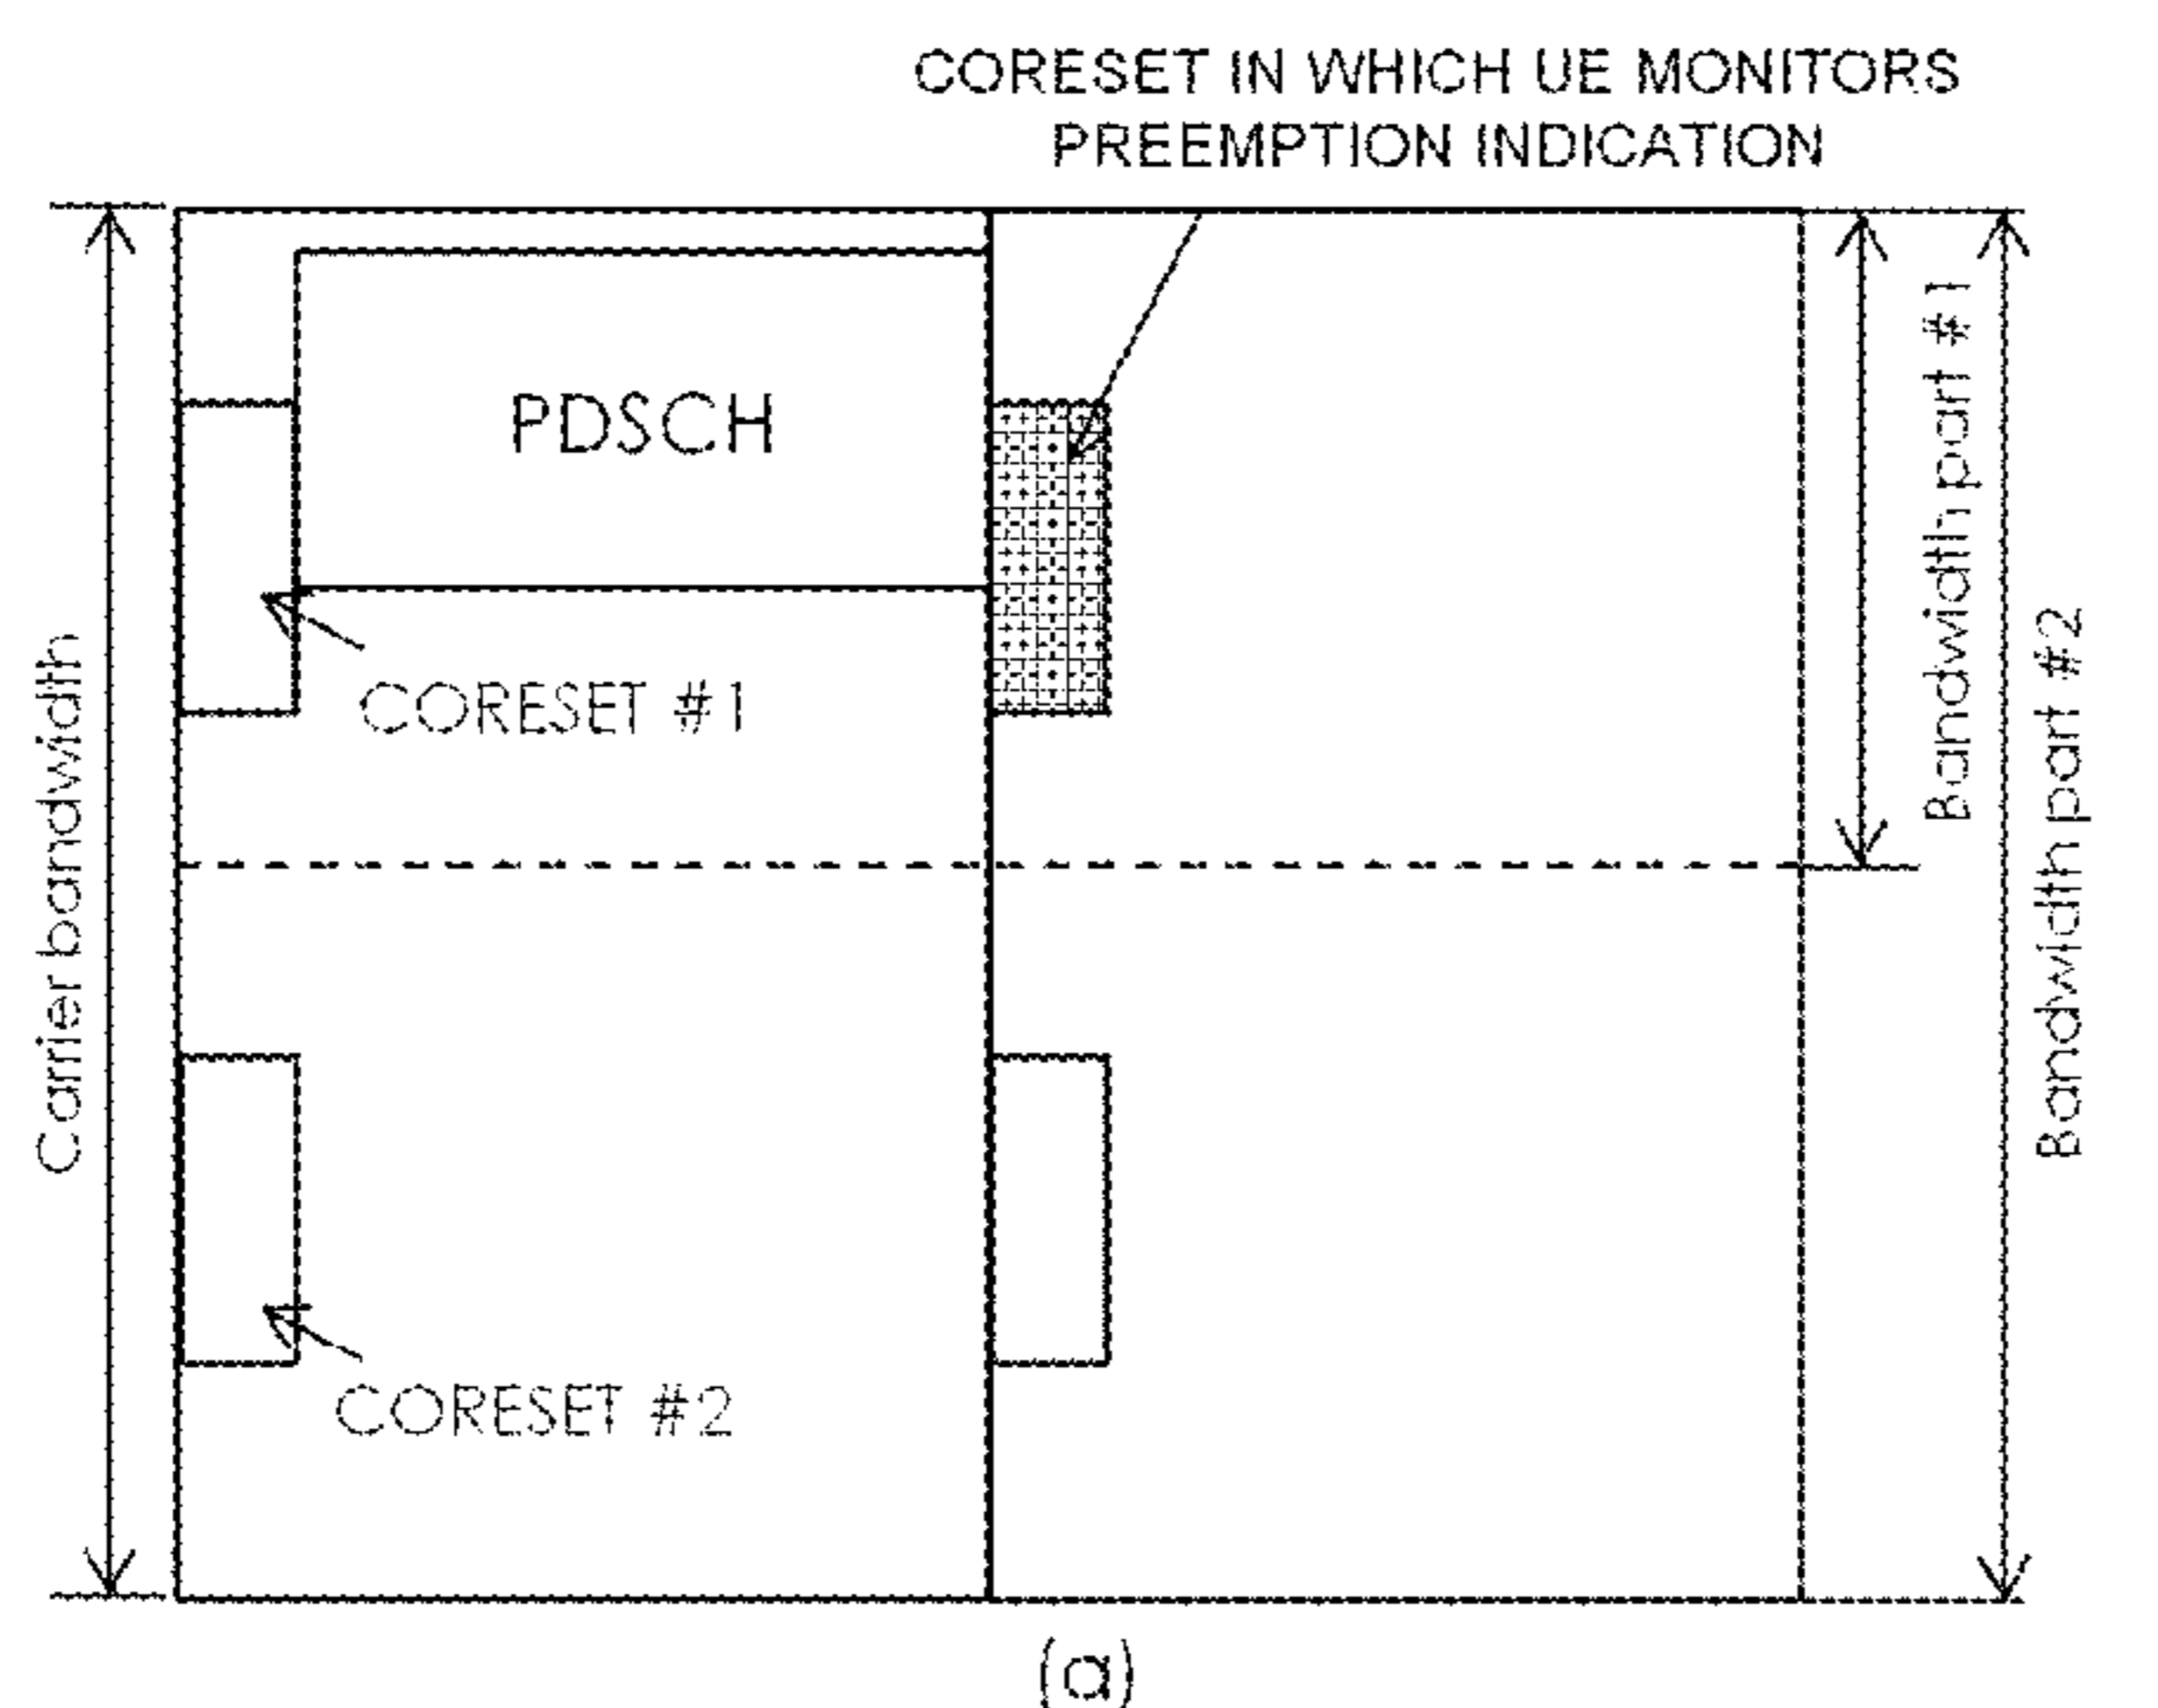 CORESET IN WHICH UE MONITORS
PREEMPTION INDICATION
PDSCH
CORESET #1
CORESET #2
Carrier bandwidth
Bandwidth part #1
Bandwidth part #2
(a)